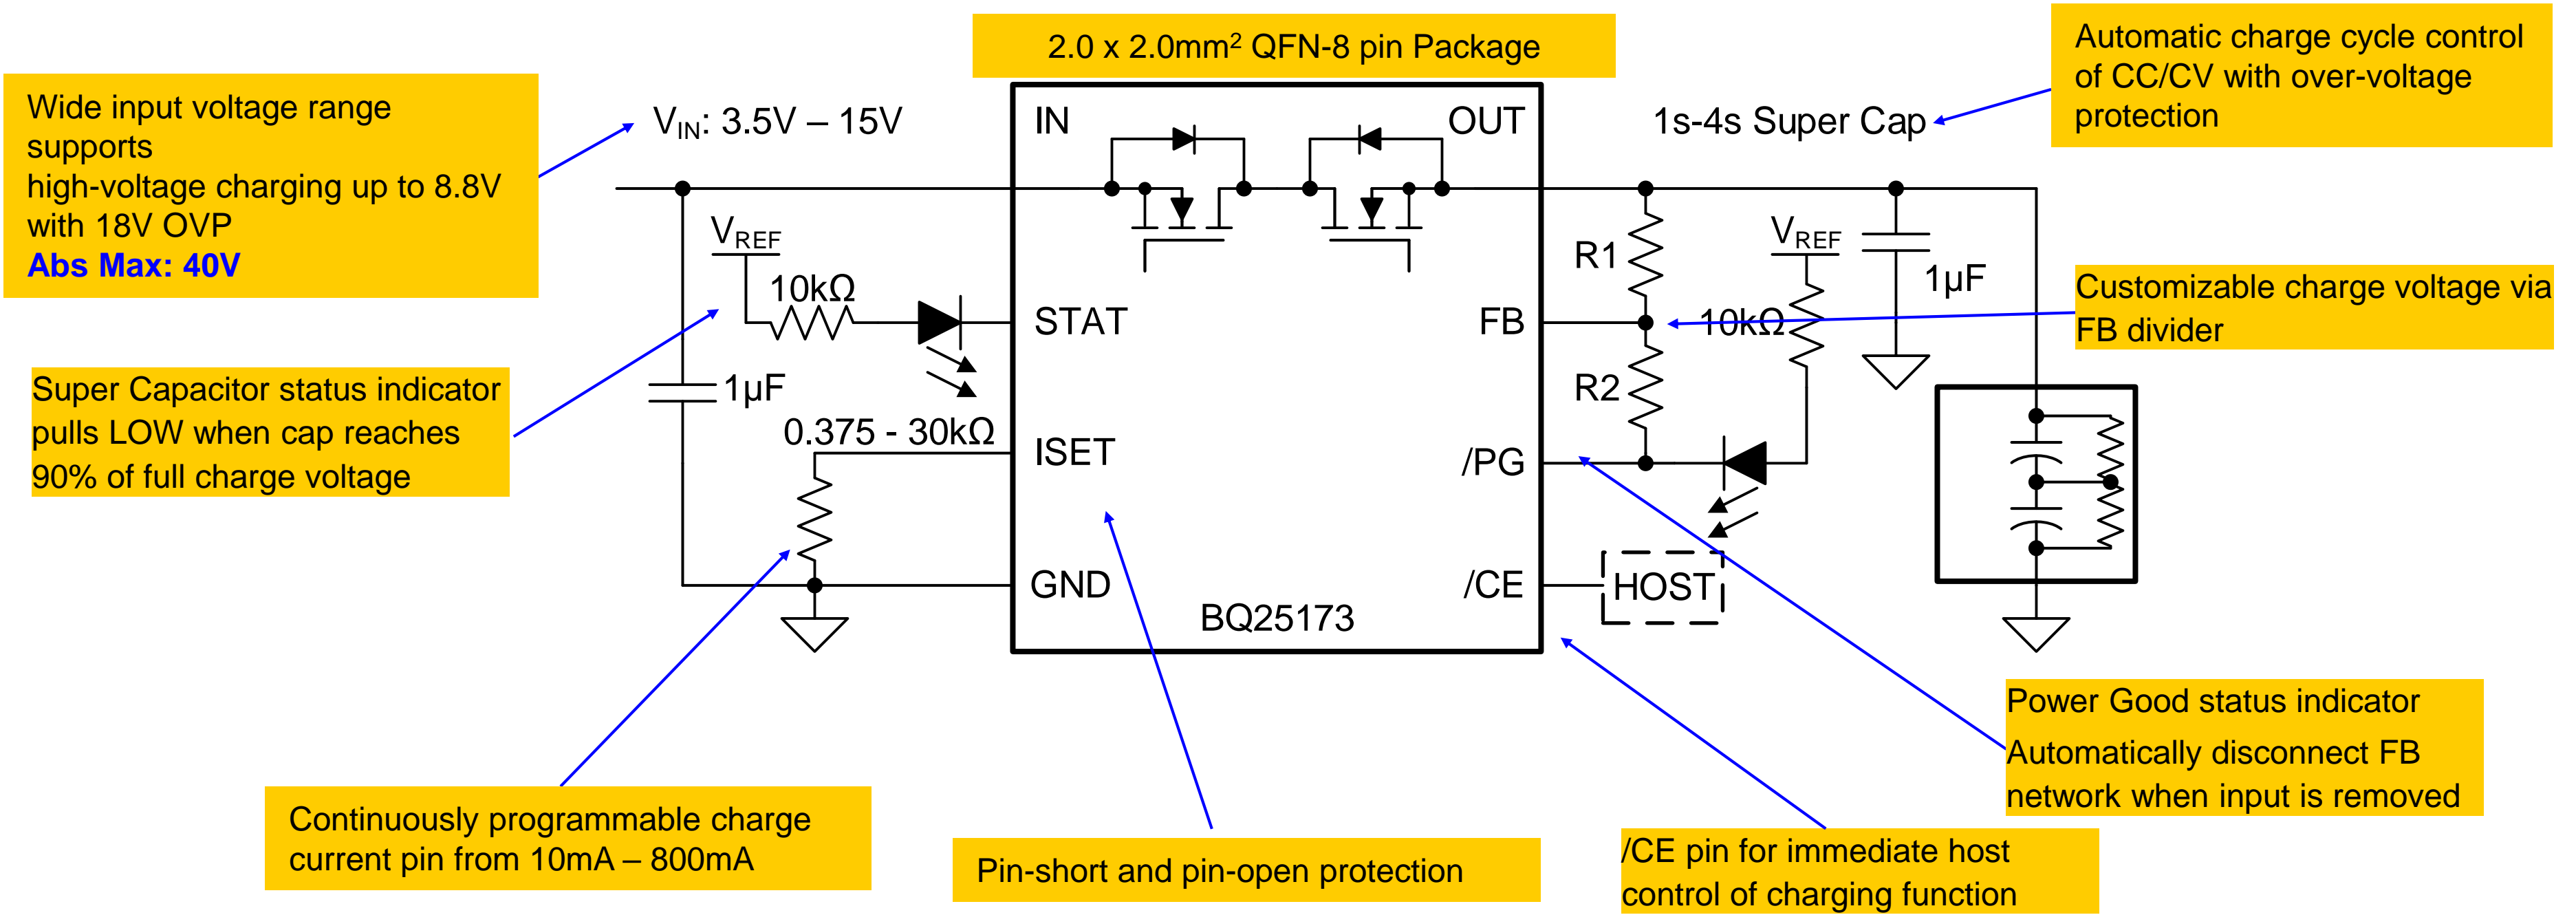 2.0 x 2.0mm² QFN-8 pin Package
Automatic charge cycle control
of CC/CV with over-voltage
protection
Wide input voltage range
supports
high-voltage charging up to 8.8V
with 18V OVP
Abs Max: 40V
V_IN: 3.5V – 15V
IN
OUT
1s-4s Super Cap
V_REF
10kΩ
STAT
R1
V_REF
1µF
FB
10kΩ
Customizable charge voltage via
FB divider
Super Capacitor status indicator
pulls LOW when cap reaches
90% of full charge voltage
1µF
R2
0.375 - 30kΩ
ISET
/PG
GND
/CE
HOST
BQ25173
Power Good status indicator
Automatically disconnect FB
network when input is removed
Continuously programmable charge
current pin from 10mA – 800mA
Pin-short and pin-open protection
/CE pin for immediate host
control of charging function